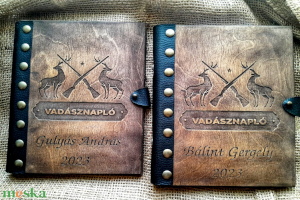 VADÁSZNAPLÓ
Gulyás András
2023
VADÁSZNAPLÓ
Bálint Gergely
2023
meska